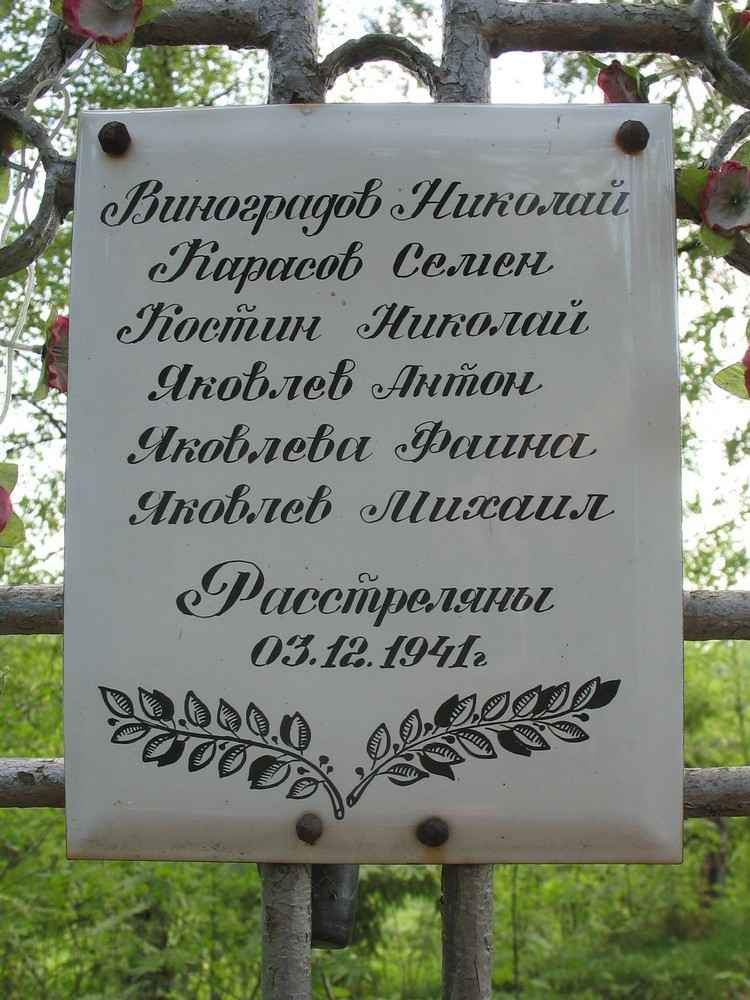 Виноградов Николай
Карасов Семен
Костин Николай
Яковлев Антон
Яковлева Фаина
Яковлев Михаил
Расстреляны
03.12.1941г